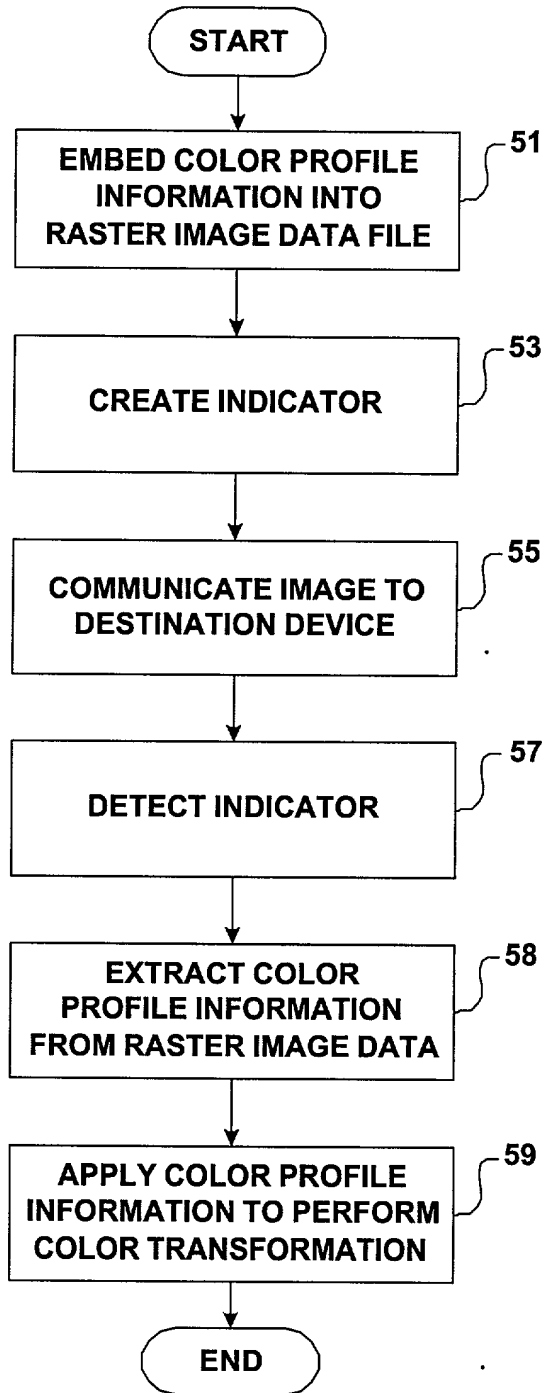 START
EMBED COLOR PROFILE
INFORMATION INTO
RASTER IMAGE DATA FILE
51
CREATE INDICATOR
53
COMMUNICATE IMAGE TO
DESTINATION DEVICE
55
DETECT INDICATOR
57
EXTRACT COLOR
PROFILE INFORMATION
FROM RASTER IMAGE DATA
58
APPLY COLOR PROFILE
INFORMATION TO PERFORM
COLOR TRANSFORMATION
59
END